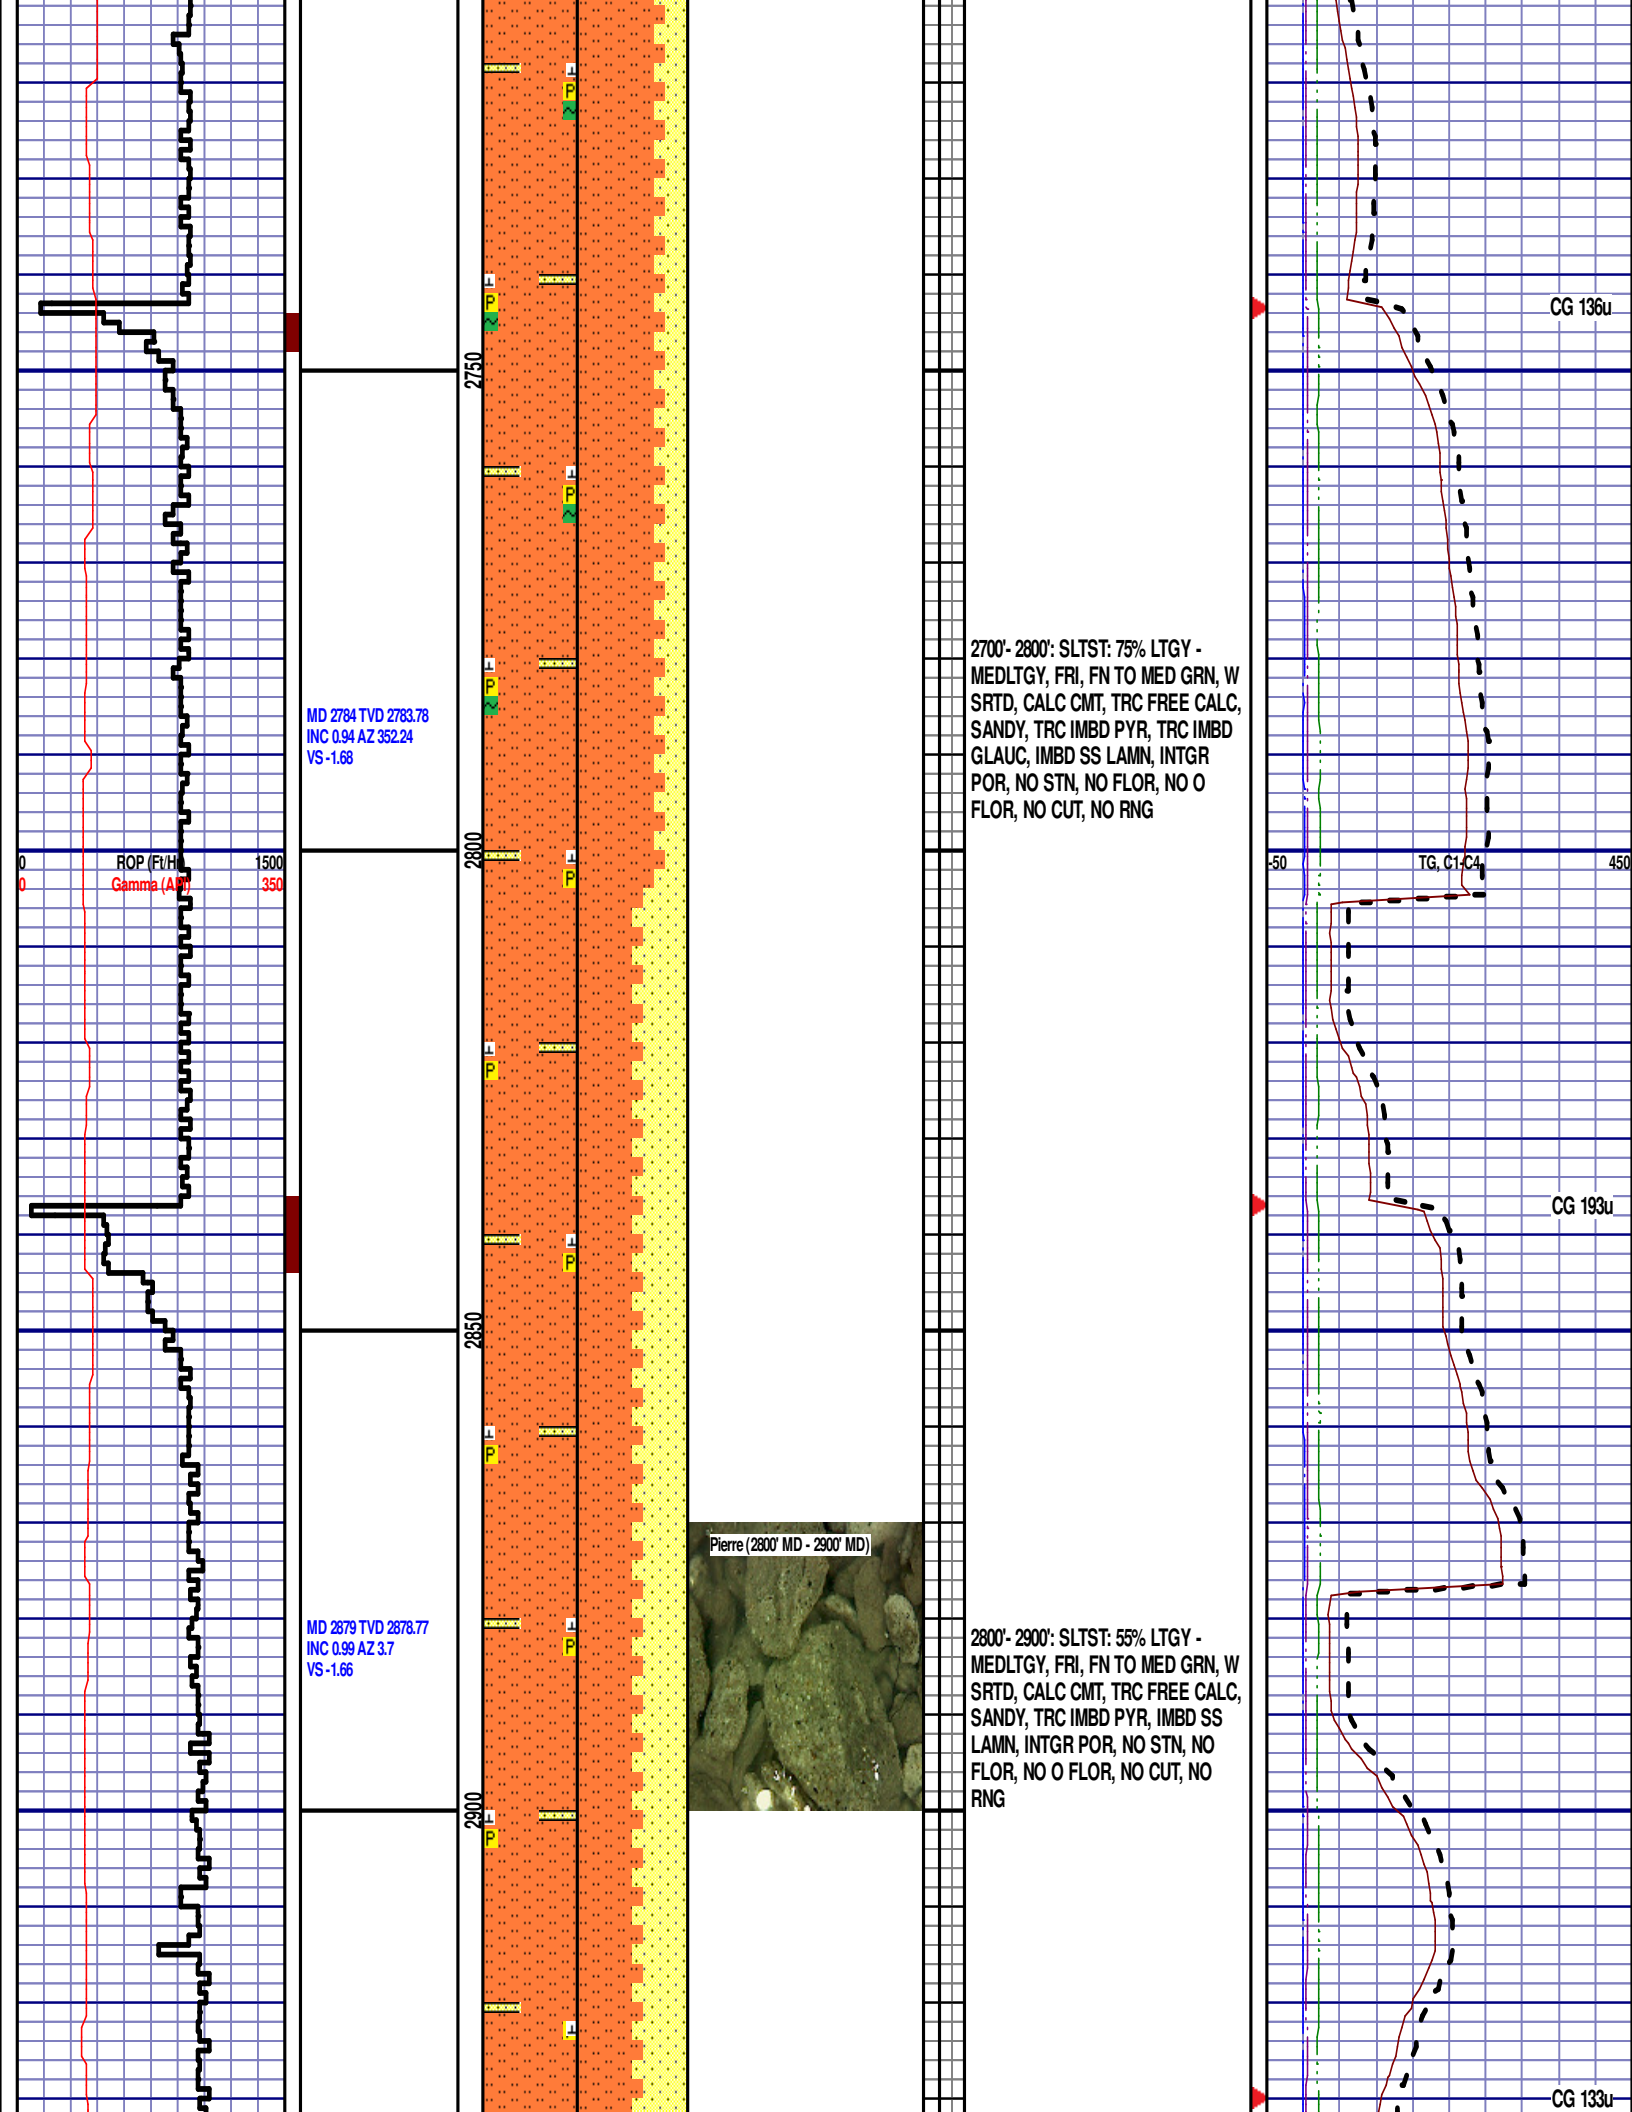 CG 136u
2750
2700'- 2800': SLTST: 75% LTGY -
MEDLTGY, FRI, FN TO MED GRN, W
SRTD, CALC CMT, TRC FREE CALC,
SANDY, TRC IMBD PYR, TRC IMBD
GLAUC, IMBD SS LAMN, INTGR
POR, NO STN, NO FLOR, NO O
FLOR, NO CUT, NO RNG
MD 2784 TVD 2783.78
INC 0.94 AZ 352.24
VS -1.68
2800
0 ROP (Ft/Hr) 1500
0 Gamma (API) 350
-50 TG, C1-C4 450
CG 193u
2850
Pierre (2800' MD - 2900' MD)
MD 2879 TVD 2878.77
INC 0.99 AZ 3.7
VS -1.66
2800'- 2900': SLTST: 55% LTGY -
MEDLTGY, FRI, FN TO MED GRN, W
SRTD, CALC CMT, TRC FREE CALC,
SANDY, TRC IMBD PYR, IMBD SS
LAMN, INTGR POR, NO STN, NO
FLOR, NO O FLOR, NO CUT, NO
RNG
2900
CG 133u
P
P
P
P
P
P
P
P
P
P